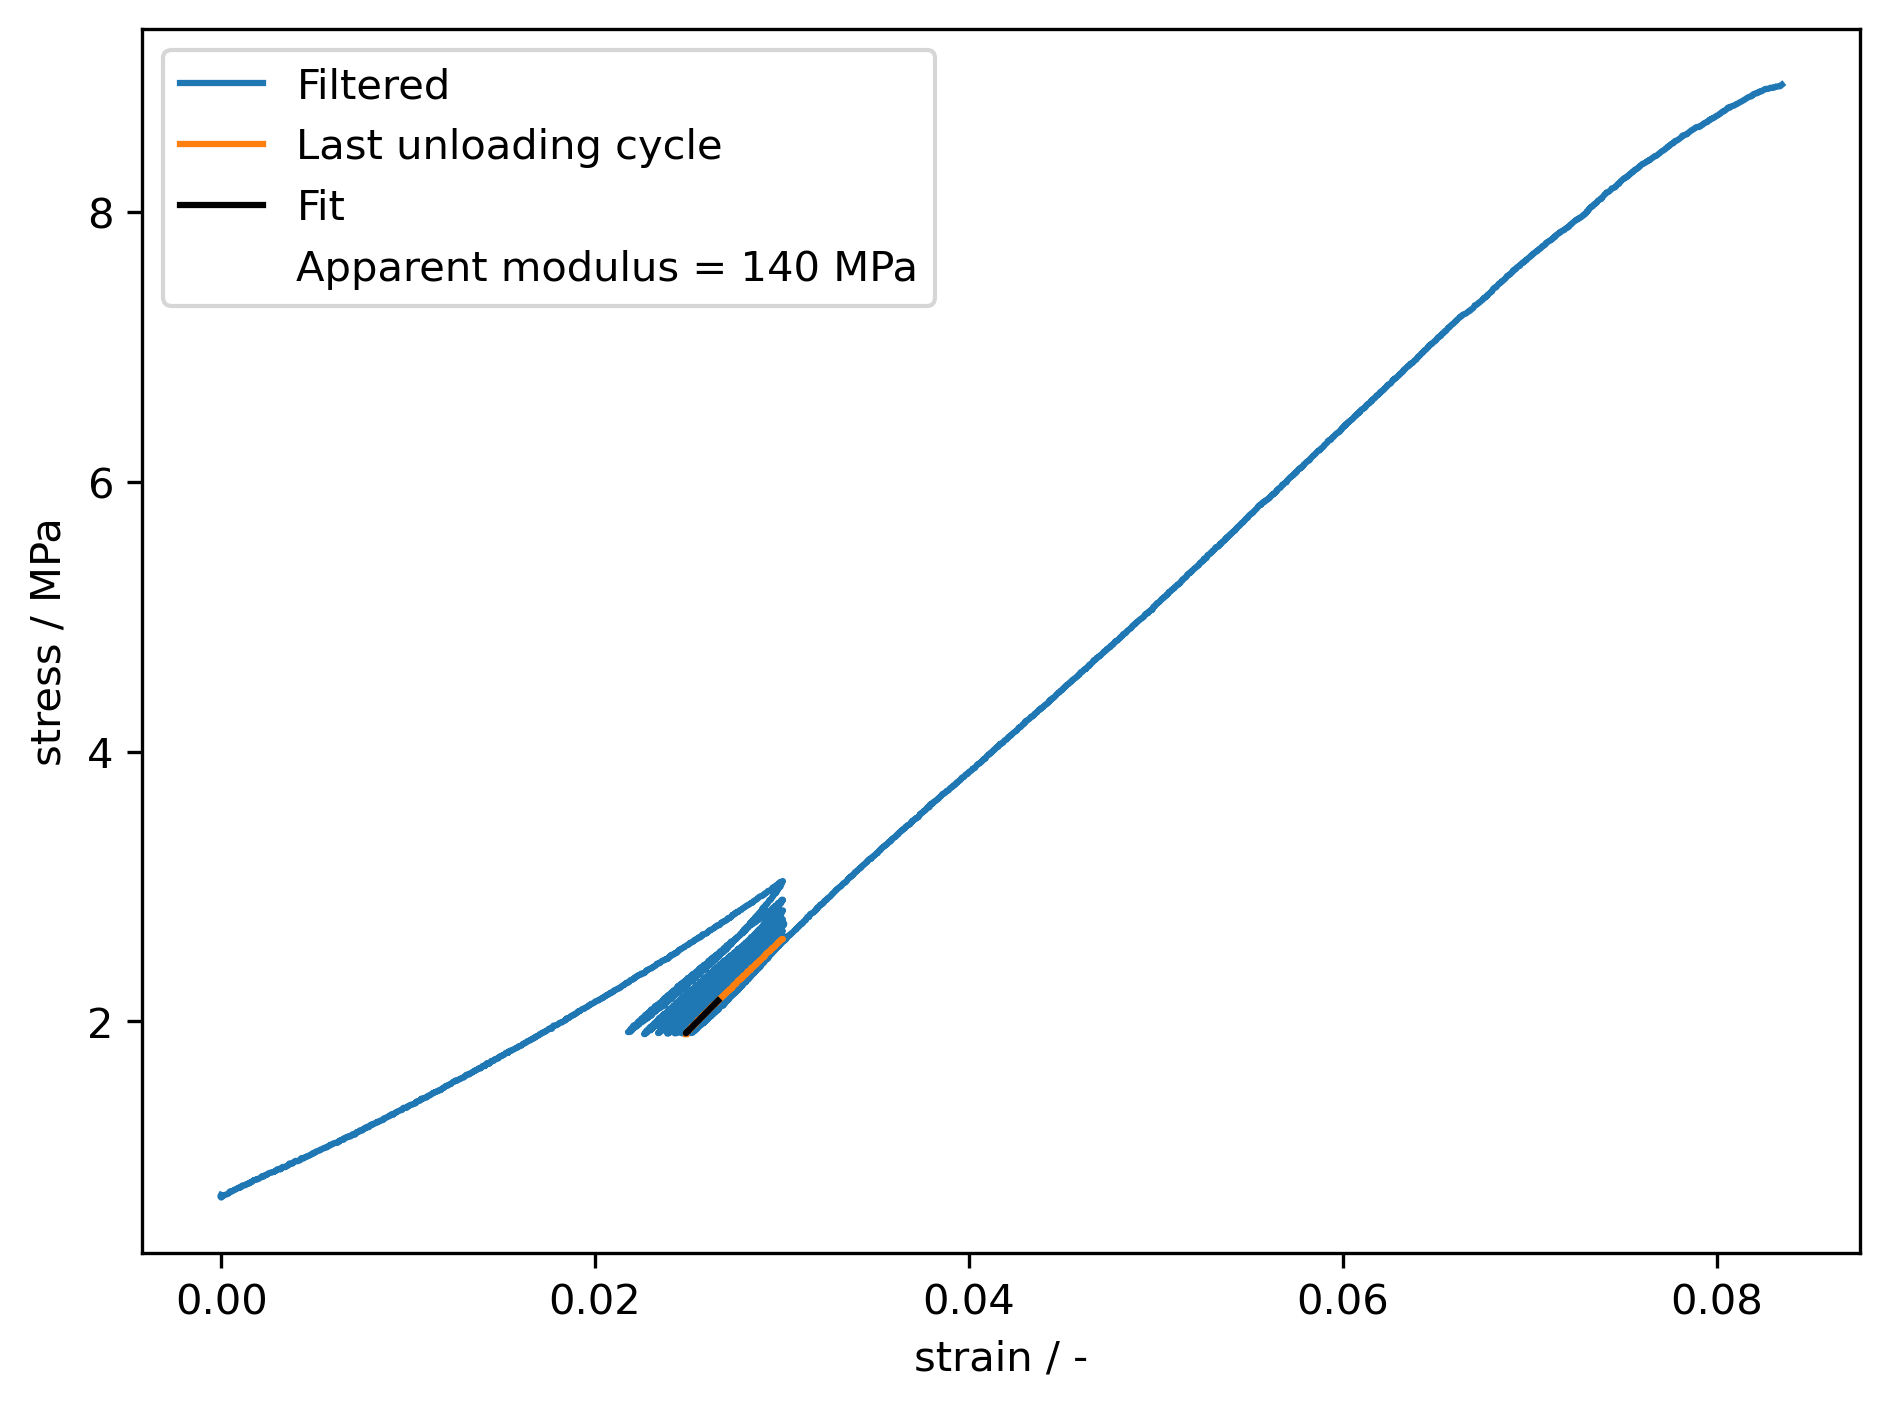 Filtered
Last unloading cycle
Fit
Apparent modulus = 140 MPa
8
6
4
2
stress / MPa
0.00 0.02 0.04 0.06 0.08
strain / -